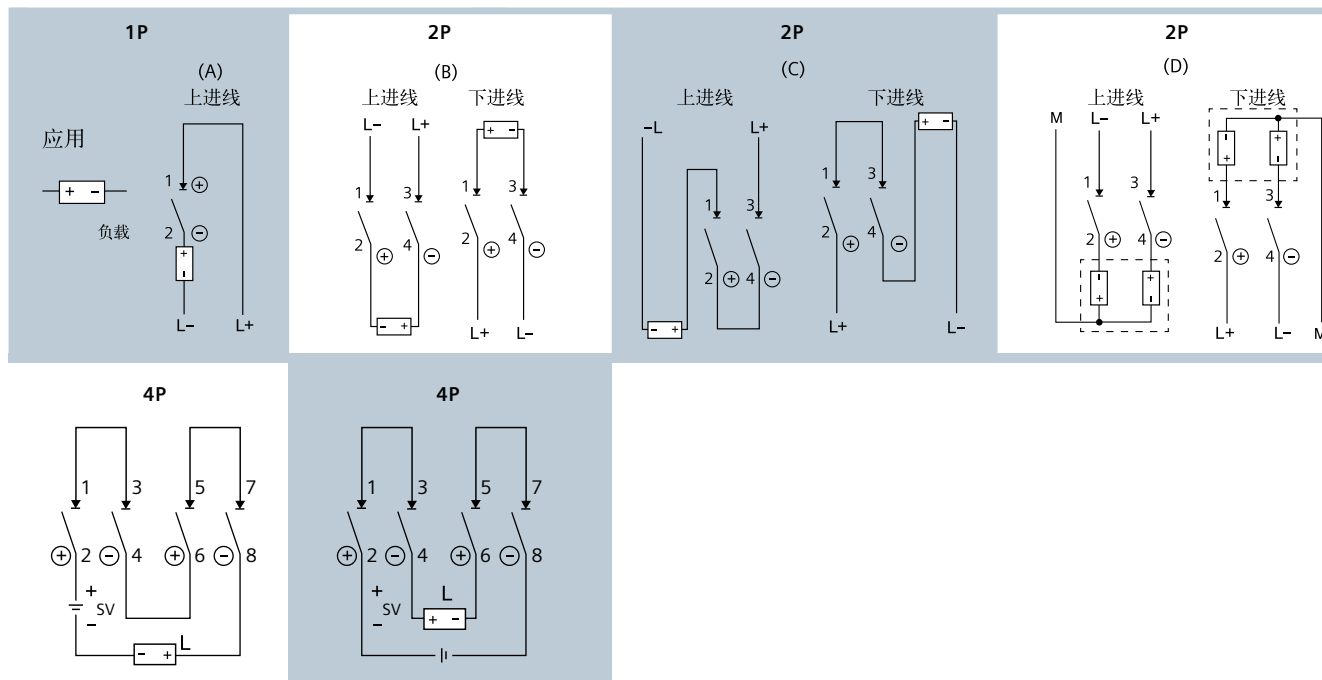 1P
(A)
上进线
应用
+ -
1 ⊕
负载
2 ⊖
+ -
L- L+
2P
(B)
上进线 下进线
L- L+
+ -
1 3 1 3
2 ⊕ 4 ⊖ 2 ⊕ 4 ⊖
- +
L+ L-
2P
(C)
上进线 下进线
-L L+
+ -
1 3
1 3
2 ⊕ 4 ⊖
2 ⊕ 4 ⊖
- +
L+ L-
2P
(D)
上进线 下进线
M L- L+
- + + -
1 3 1 3
2 ⊕ 4 ⊖ 2 ⊕ 4 ⊖
- + - +
L+ L- M
4P
1 3 5 7
⊕ 2 ⊖ 4 ⊕ 6 ⊖ 8
+
SV
-
L
- +
4P
1 3 5 7
⊕ 2 ⊖ 4 ⊕ 6 ⊖ 8
+
SV
-
L
+ -